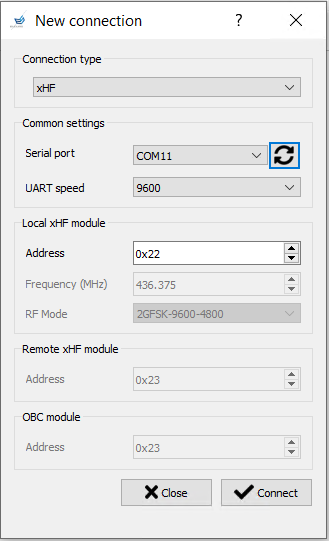 New connection
Connection type
xHF
Common settings
Serial port COM11
UART speed 9600
Local xHF module
Address 0x22
Frequency (MHz) 436.375
RF Mode 2GFSK-9600-4800
Remote xHF module
Address 0x23
OBC module
Address 0x23
Close Connect